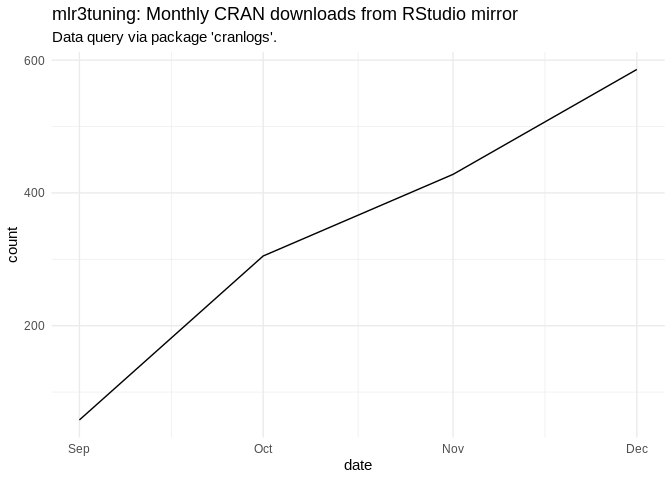 mlr3tuning: Monthly CRAN downloads from RStudio mirror
Data query via package 'cranlogs'.
600
400
200
count
Sep Oct Nov Dec
date